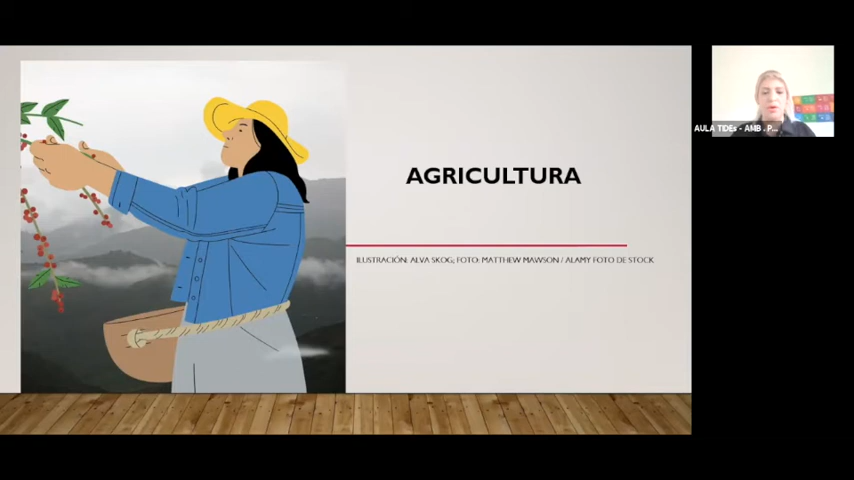 AGRICULTURA
ILUSTRACIÓN: ALVA SKOG; FOTO: MATTHEW MAWSON / ALAMY FOTO DE STOCK
AULA TIDEs - AMB . P...